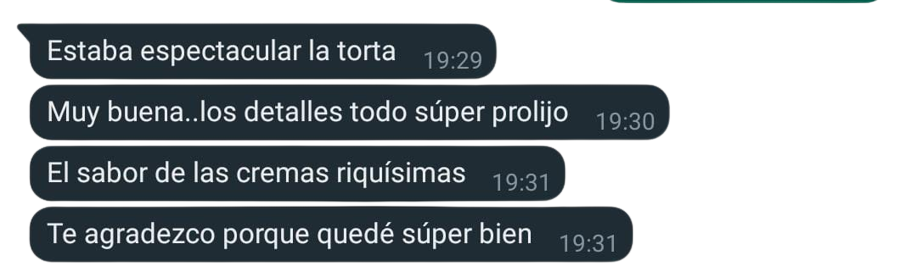 Estaba espectacular la torta 19:29
Muy buena..los detalles todo súper prolijo 19:30
El sabor de las cremas riquísimas 19:31
Te agradezco porque quedé súper bien 19:31